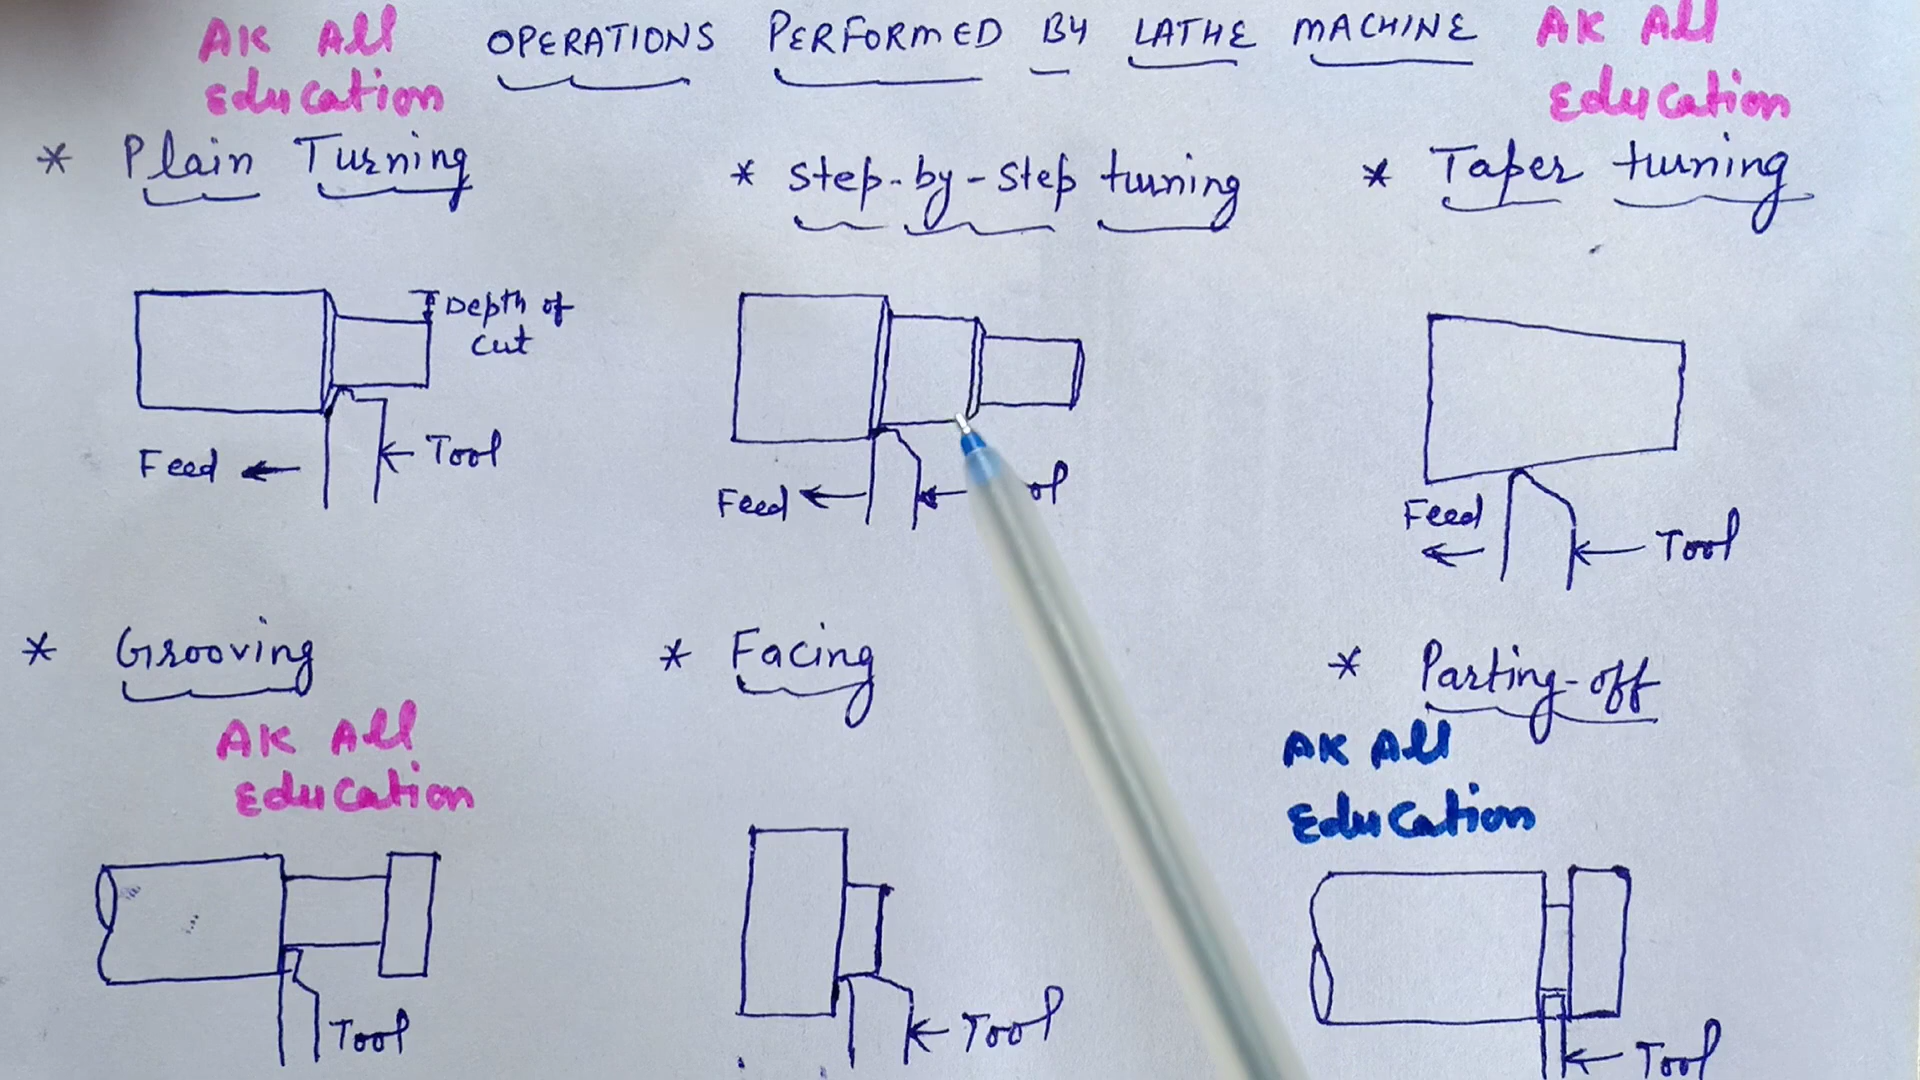 AK All
Education
OPERATIONS PERFORMED BY LATHE MACHINE
AK All
Education
* Plain Turning
* Step-by-step turning
* Taper turning
Depth of
cut
Feed
Tool
Feed
Feed
Tool
* Grooving
* Facing
* Parting-off
AK All
Education
AK All
Education
Tool
Tool
Tool